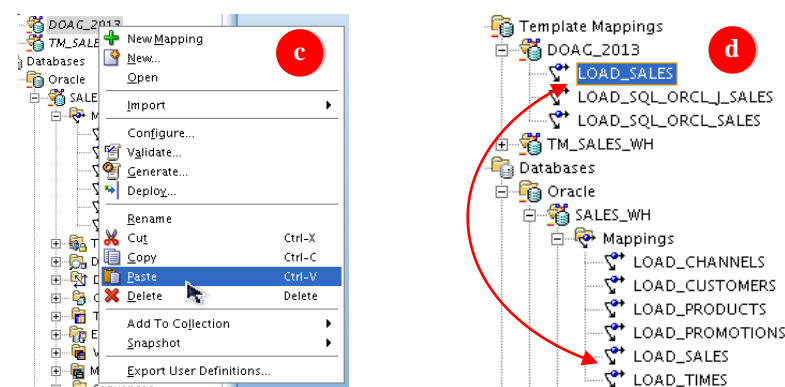 DOAG_2013
TM_SALE
Databases
Oracle
SALE
M
T
D
D
E
V
M
Sequences
New Mapping
New...
Open
Import
Configure...
Validate...
Generate...
Deploy...
Rename
Cut Ctrl-X
Copy Ctrl-C
Paste Ctrl-V
Delete Delete
Add To Collection
Snapshot
Export User Definitions...
c
Template Mappings
DOAG_2013
LOAD_SALES
LOAD_SQL_ORCL_J_SALES
LOAD_SQL_ORCL_SALES
TM_SALES_WH
Databases
Oracle
SALES_WH
Mappings
LOAD_CHANNELS
LOAD_CUSTOMERS
LOAD_PRODUCTS
LOAD_PROMOTIONS
LOAD_SALES
LOAD_TIMES
d